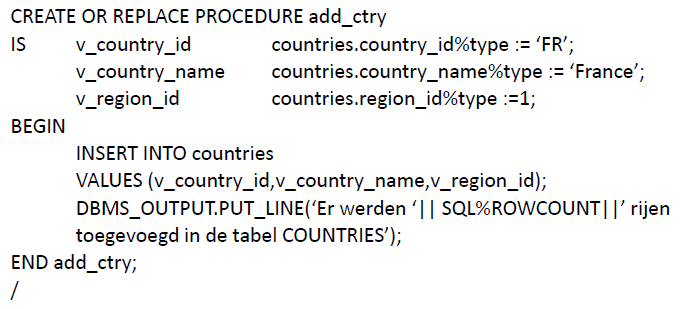 CREATE OR REPLACE PROCEDURE add_ctry
IS v_country_id countries.country_id%type := ‘FR’;
v_country_name countries.country_name%type := ‘France’;
v_region_id countries.region_id%type :=1;
BEGIN
INSERT INTO countries
VALUES (v_country_id,v_country_name,v_region_id);
DBMS_OUTPUT.PUT_LINE(‘Er werden ‘|| SQL%ROWCOUNT||’ rijen
toegevoegd in de tabel COUNTRIES’);
END add_ctry;
/